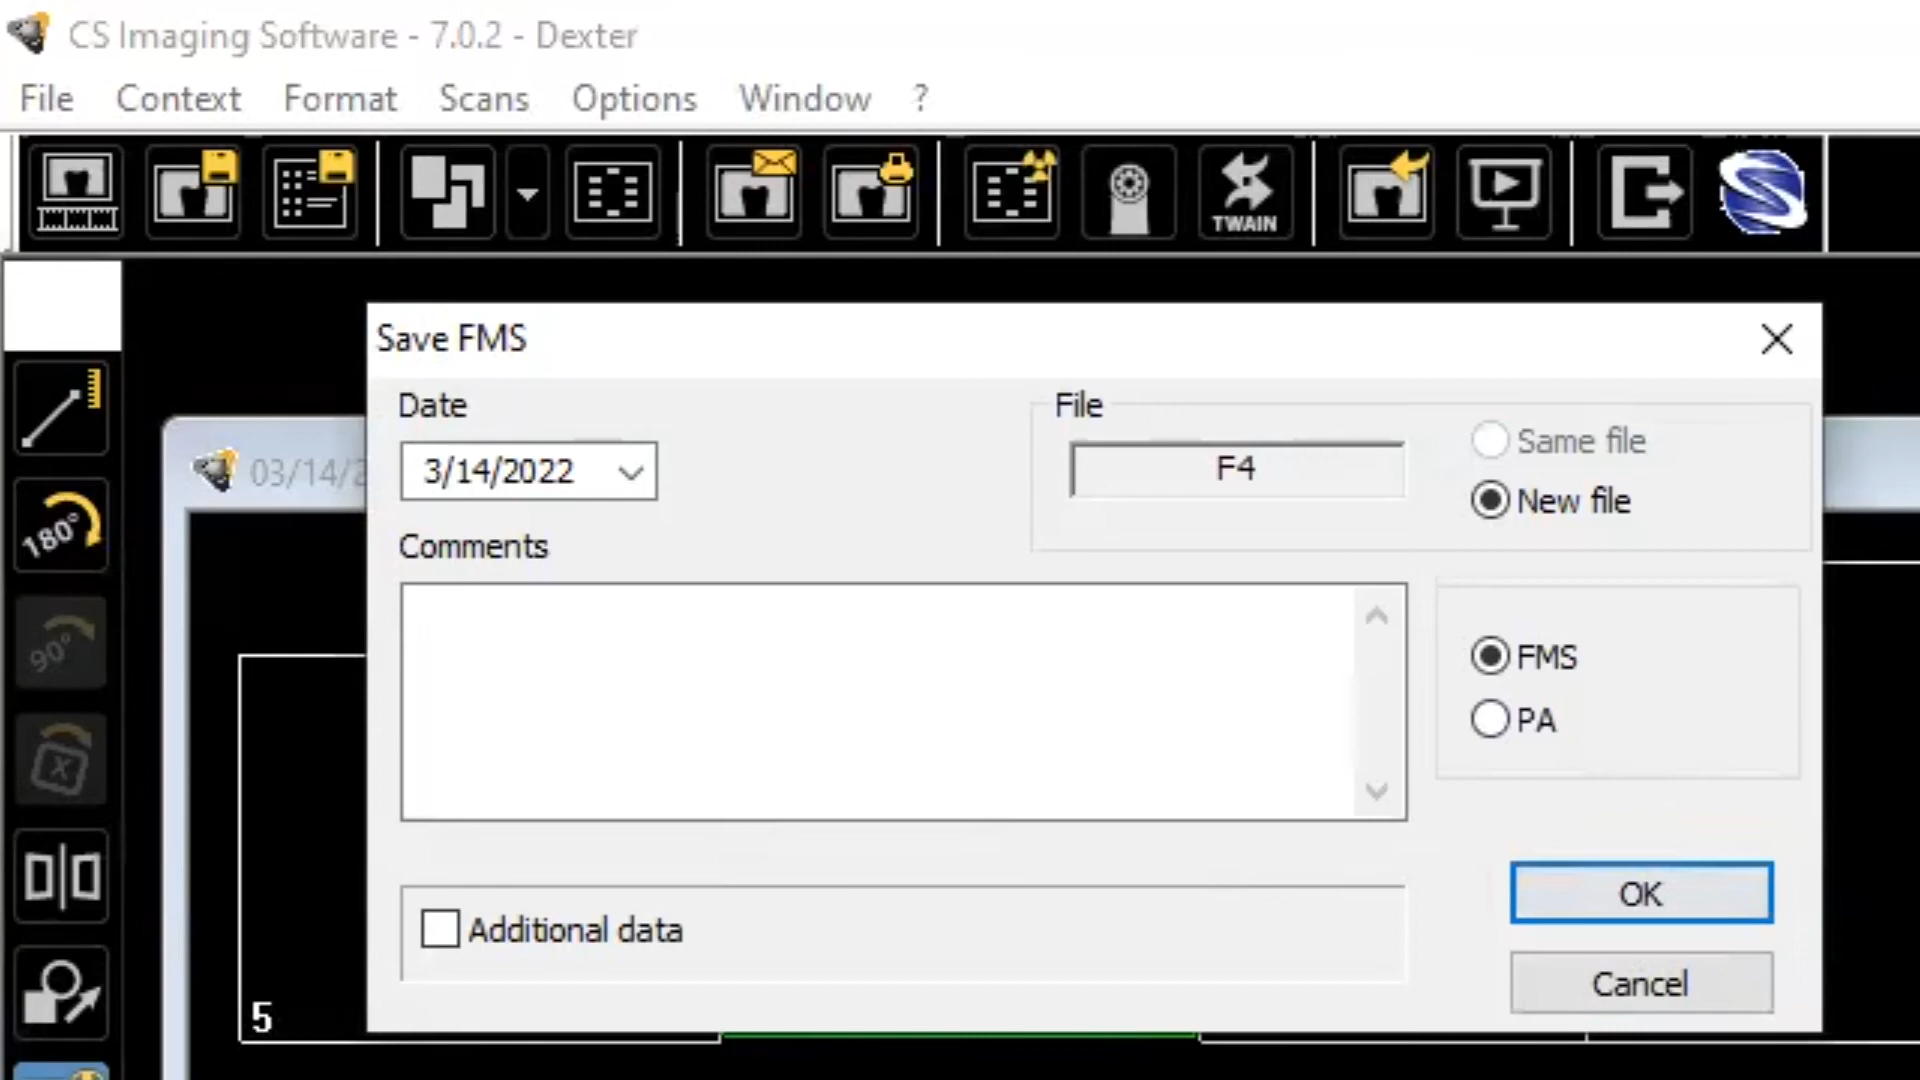 CS Imaging Software - 7.0.2 - Dexter
File Context Format Scans Options Window ?
TWAIN
Save FMS
Date
File
3/14/2022
F4
Same file
New file
03/14/2
180°
Comments
90°
FMS
PA
X
Additional data
OK
Cancel
5